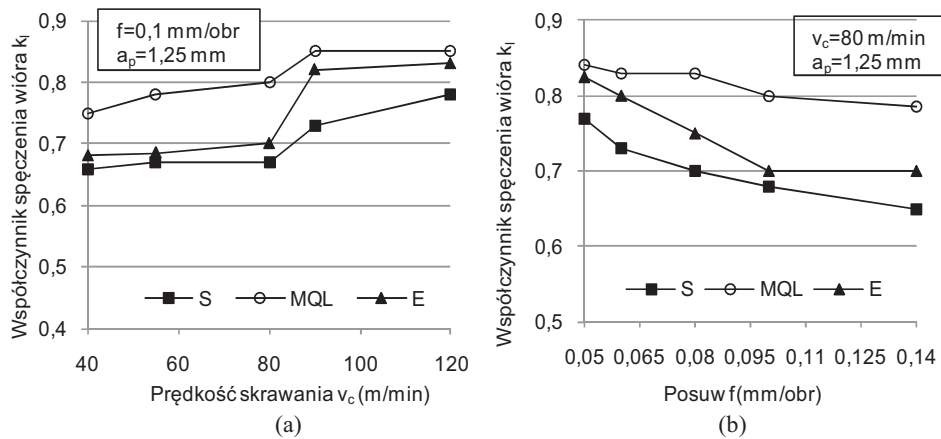 0,9
0,8
0,7
0,6
0,5
0.4
Współczynnik spęczenia wióra kl
f=0,1 mm/obr
ap=1,25 mm
S MQL E
40 60 80 100 120
Prędkość skrawania vc (m/min)
(a)
0,9
0,8
0,7
0,6
0,5
Współczynnik spęczenia wióra kl
vc=80 m/min
ap=1,25 mm
S MQL E
0,05 0,065 0,08 0,095 0,11 0,125 0,14
Posuw f(mm/obr)
(b)